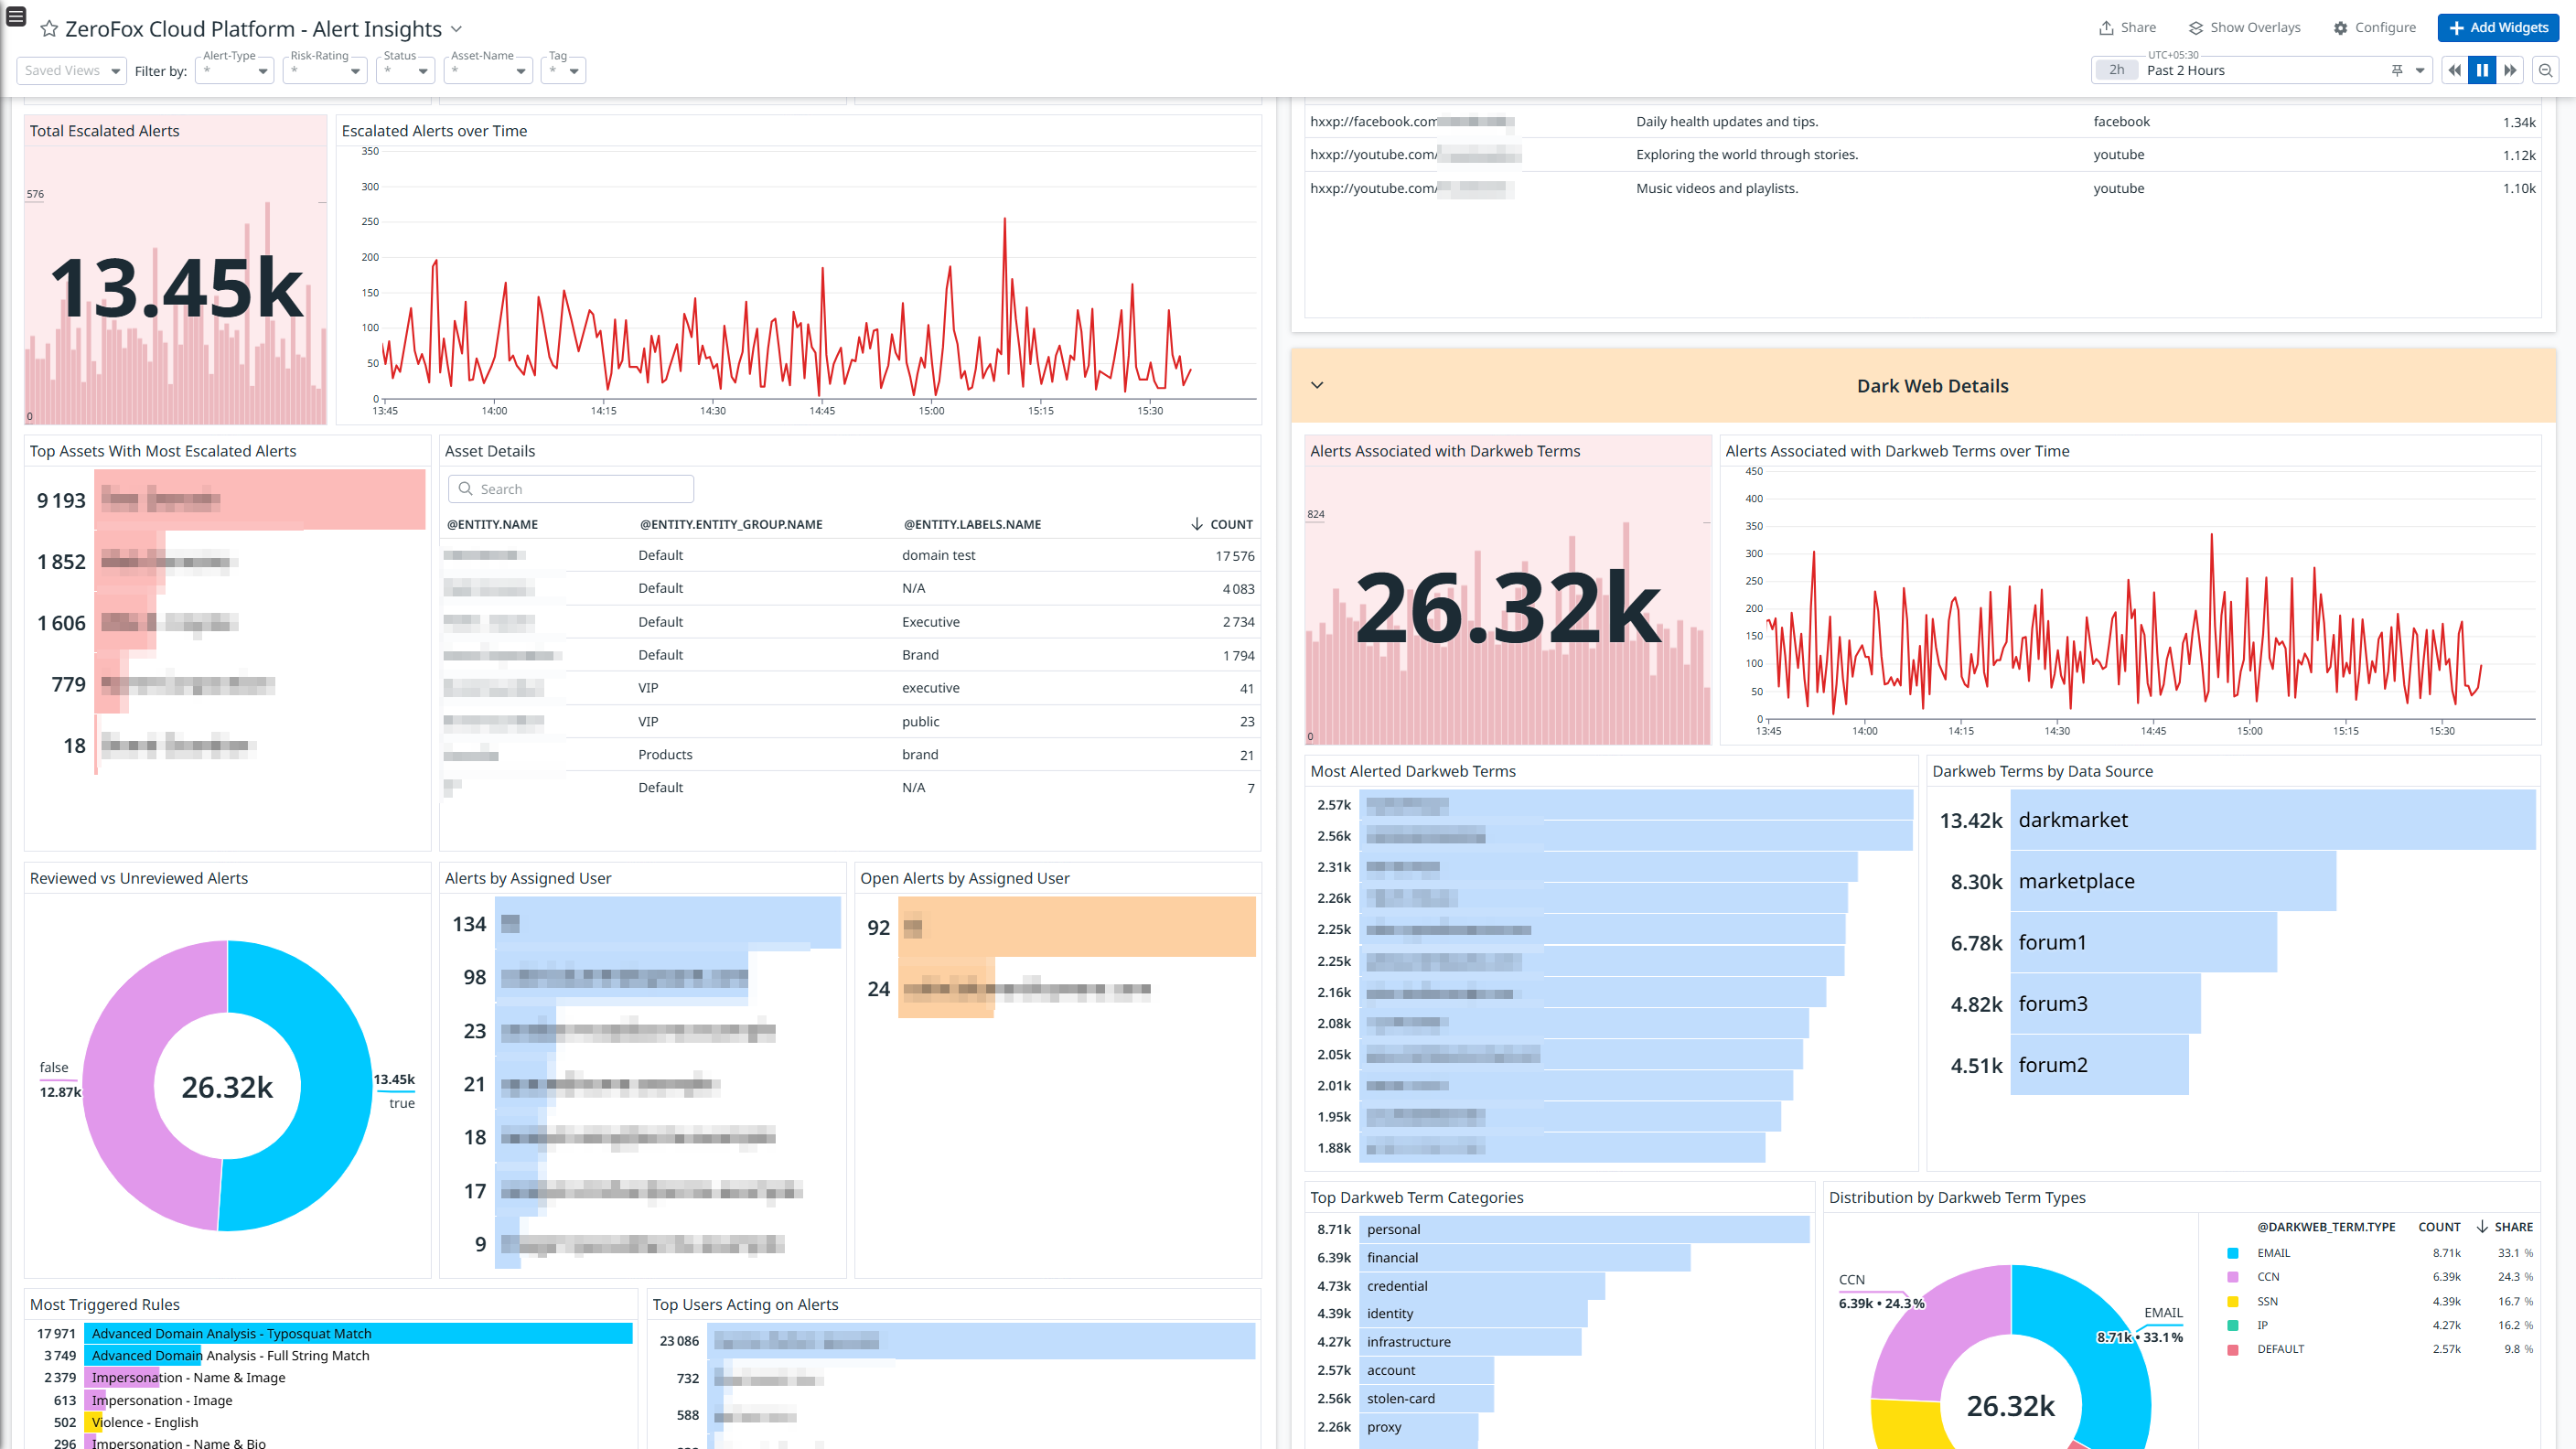 ZeroFox Cloud Platform - Alert Insights
Share
Show Overlays
Configure
Add Widgets
Saved Views
Filter by:
Alert-Type
*
Risk-Rating
*
Status
*
Asset-Name
*
Tag
*
UTC+05:30
2h
Past 2 Hours
Total Escalated Alerts
576
13.45k
0
Escalated Alerts over Time
350
300
250
200
150
100
50
0
13:45
14:00
14:15
14:30
14:45
15:00
15:15
15:30
Top Assets With Most Escalated Alerts
9 193
1 852
1 606
779
18
Asset Details
Search
@ENTITY.NAME @ENTITY.ENTITY_GROUP.NAME @ENTITY.LABELS.NAME COUNT
Default domain test 17 576
Default N/A 4 083
Default Executive 2 734
Default Brand 1 794
VIP executive 41
VIP public 23
Products brand 21
Default N/A 7
Reviewed vs Unreviewed Alerts
false
12.87k
26.32k
13.45k
true
Alerts by Assigned User
134
98
23
21
18
17
9
Open Alerts by Assigned User
92
24
Most Triggered Rules
17 971 Advanced Domain Analysis - Typosquat Match
3 749 Advanced Domain Analysis - Full String Match
2 379 Impersonation - Name & Image
613 Impersonation - Image
502 Violence - English
296 Impersonation - Name & Bio
Top Users Acting on Alerts
23 086
732
588
hxxp://facebook.com Daily health updates and tips. facebook 1.34k
hxxp://youtube.com/ Exploring the world through stories. youtube 1.12k
hxxp://youtube.com/ Music videos and playlists. youtube 1.10k
Dark Web Details
Alerts Associated with Darkweb Terms
824
26.32k
0
Alerts Associated with Darkweb Terms over Time
450
400
350
300
250
200
150
100
50
0
13:45
14:00
14:15
14:30
14:45
15:00
15:15
15:30
Most Alerted Darkweb Terms
2.57k
2.56k
2.31k
2.26k
2.25k
2.25k
2.16k
2.08k
2.05k
2.01k
1.95k
1.88k
Darkweb Terms by Data Source
13.42k darkmarket
8.30k marketplace
6.78k forum1
4.82k forum3
4.51k forum2
Top Darkweb Term Categories
8.71k personal
6.39k financial
4.73k credential
4.39k identity
4.27k infrastructure
2.57k account
2.56k stolen-card
2.26k proxy
Distribution by Darkweb Term Types
CCN
6.39k • 24.3%
EMAIL
8.71k • 33.1%
26.32k
@DARKWEB_TERM.TYPE COUNT SHARE
EMAIL 8.71k 33.1 %
CCN 6.39k 24.3 %
SSN 4.39k 16.7 %
IP 4.27k 16.2 %
DEFAULT 2.57k 9.8 %